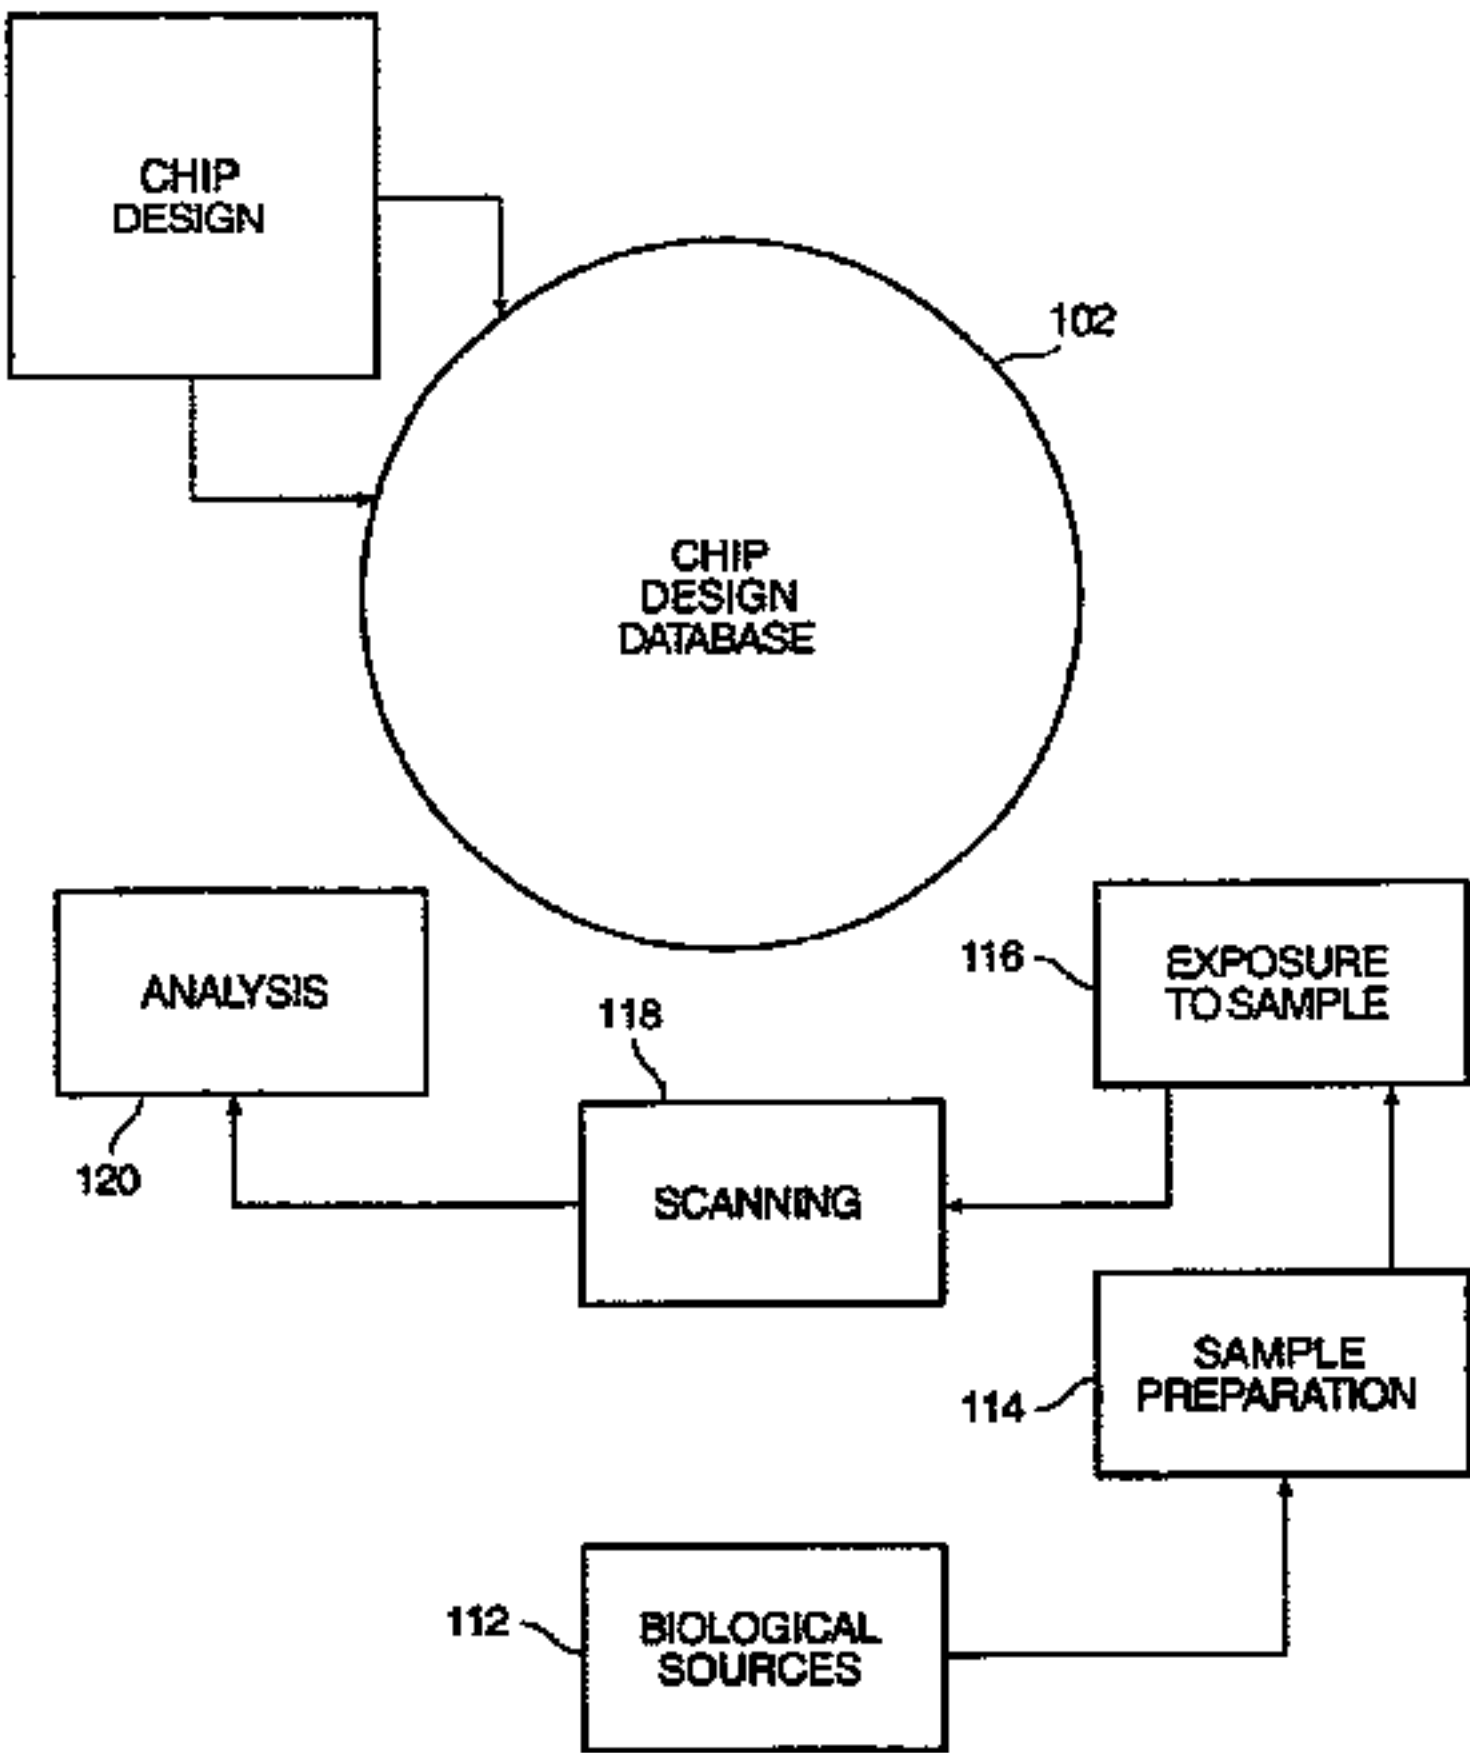 CHIP
DESIGN
102
CHIP
DESIGN
DATABASE
ANALYSIS
120
118
SCANNING
116
EXPOSURE
TO SAMPLE
114
SAMPLE
PREPARATION
112
BIOLOGICAL
SOURCES